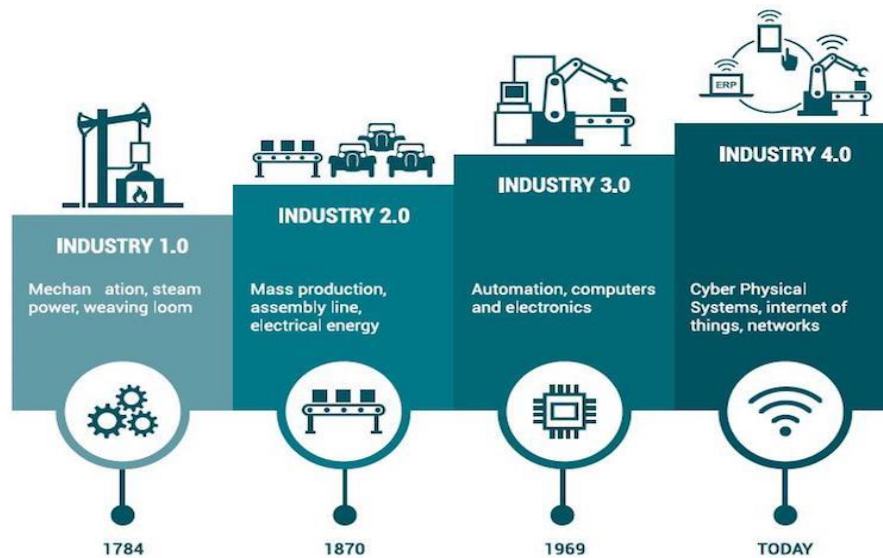 ERP
INDUSTRY 1.0
Mechan ation, steam
power, weaving loom
INDUSTRY 2.0
Mass production,
assembly line,
electrical energy
INDUSTRY 3.0
Automation, computers
and electronics
INDUSTRY 4.0
Cyber Physical
Systems, internet of
things, networks
1784
1870
1969
TODAY